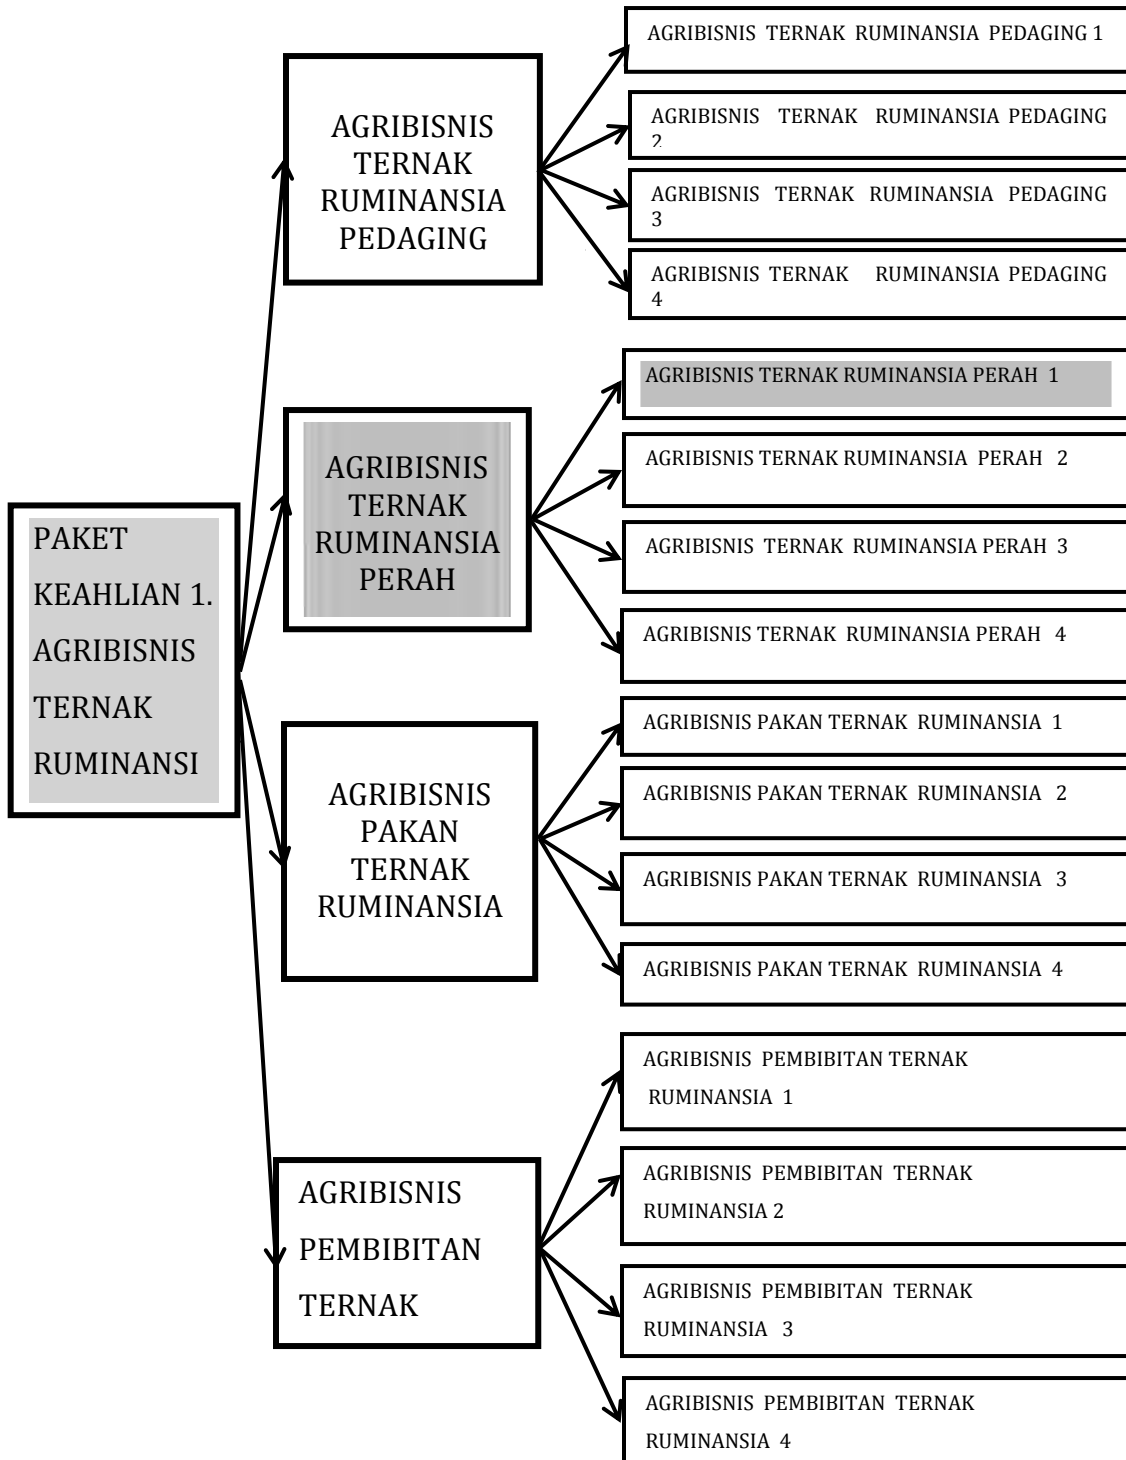 PAKET
KEAHLIAN 1.
AGRIBISNIS
TERNAK
RUMINANSI
AGRIBISNIS
TERNAK
RUMINANSIA
PEDAGING
AGRIBISNIS TERNAK RUMINANSIA PEDAGING 1
AGRIBISNIS TERNAK RUMINANSIA PEDAGING
2
AGRIBISNIS TERNAK RUMINANSIA PEDAGING
3
AGRIBISNIS TERNAK RUMINANSIA PEDAGING
4
AGRIBISNIS
TERNAK
RUMINANSIA
PERAH
AGRIBISNIS TERNAK RUMINANSIA PERAH 1
AGRIBISNIS TERNAK RUMINANSIA PERAH 2
AGRIBISNIS TERNAK RUMINANSIA PERAH 3
AGRIBISNIS TERNAK RUMINANSIA PERAH 4
AGRIBISNIS
PAKAN
TERNAK
RUMINANSIA
AGRIBISNIS PAKAN TERNAK RUMINANSIA 1
AGRIBISNIS PAKAN TERNAK RUMINANSIA 2
AGRIBISNIS PAKAN TERNAK RUMINANSIA 3
AGRIBISNIS PAKAN TERNAK RUMINANSIA 4
AGRIBISNIS
PEMBIBITAN
TERNAK
AGRIBISNIS PEMBIBITAN TERNAK
RUMINANSIA 1
AGRIBISNIS PEMBIBITAN TERNAK
RUMINANSIA 2
AGRIBISNIS PEMBIBITAN TERNAK
RUMINANSIA 3
AGRIBISNIS PEMBIBITAN TERNAK
RUMINANSIA 4